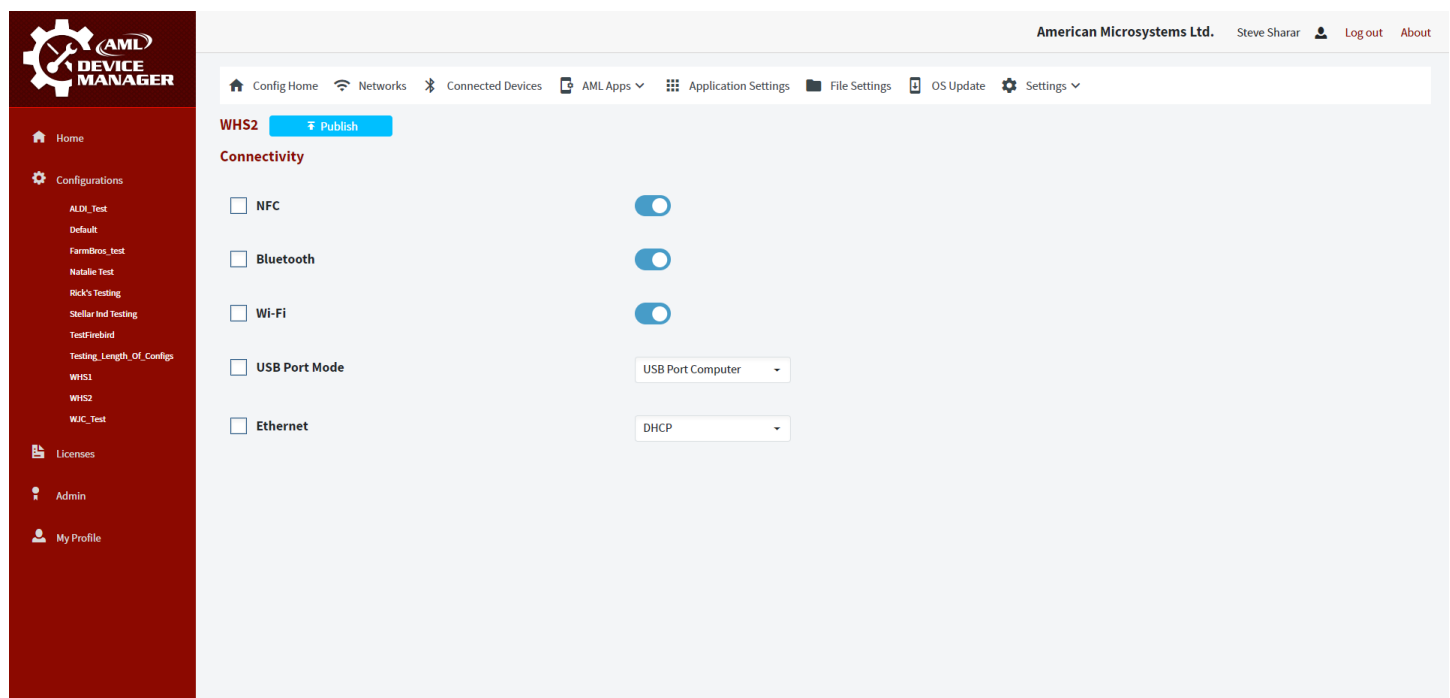 AML
DEVICE
MANAGER
American Microsystems Ltd. Steve Sharar Log out About
Config Home Networks Connected Devices AML Apps Application Settings File Settings OS Update Settings
Home
Configurations
ALDI_Test
Default
FarmBros_test
Natalie Test
Rick's Testing
Stellar Ind Testing
TestFirebird
Testing_Length_Of_Configs
WHS1
WHS2
WJC_Test
Licenses
Admin
My Profile
WHS2 Publish
Connectivity
NFC
Bluetooth
Wi-Fi
USB Port Mode USB Port Computer
Ethernet DHCP